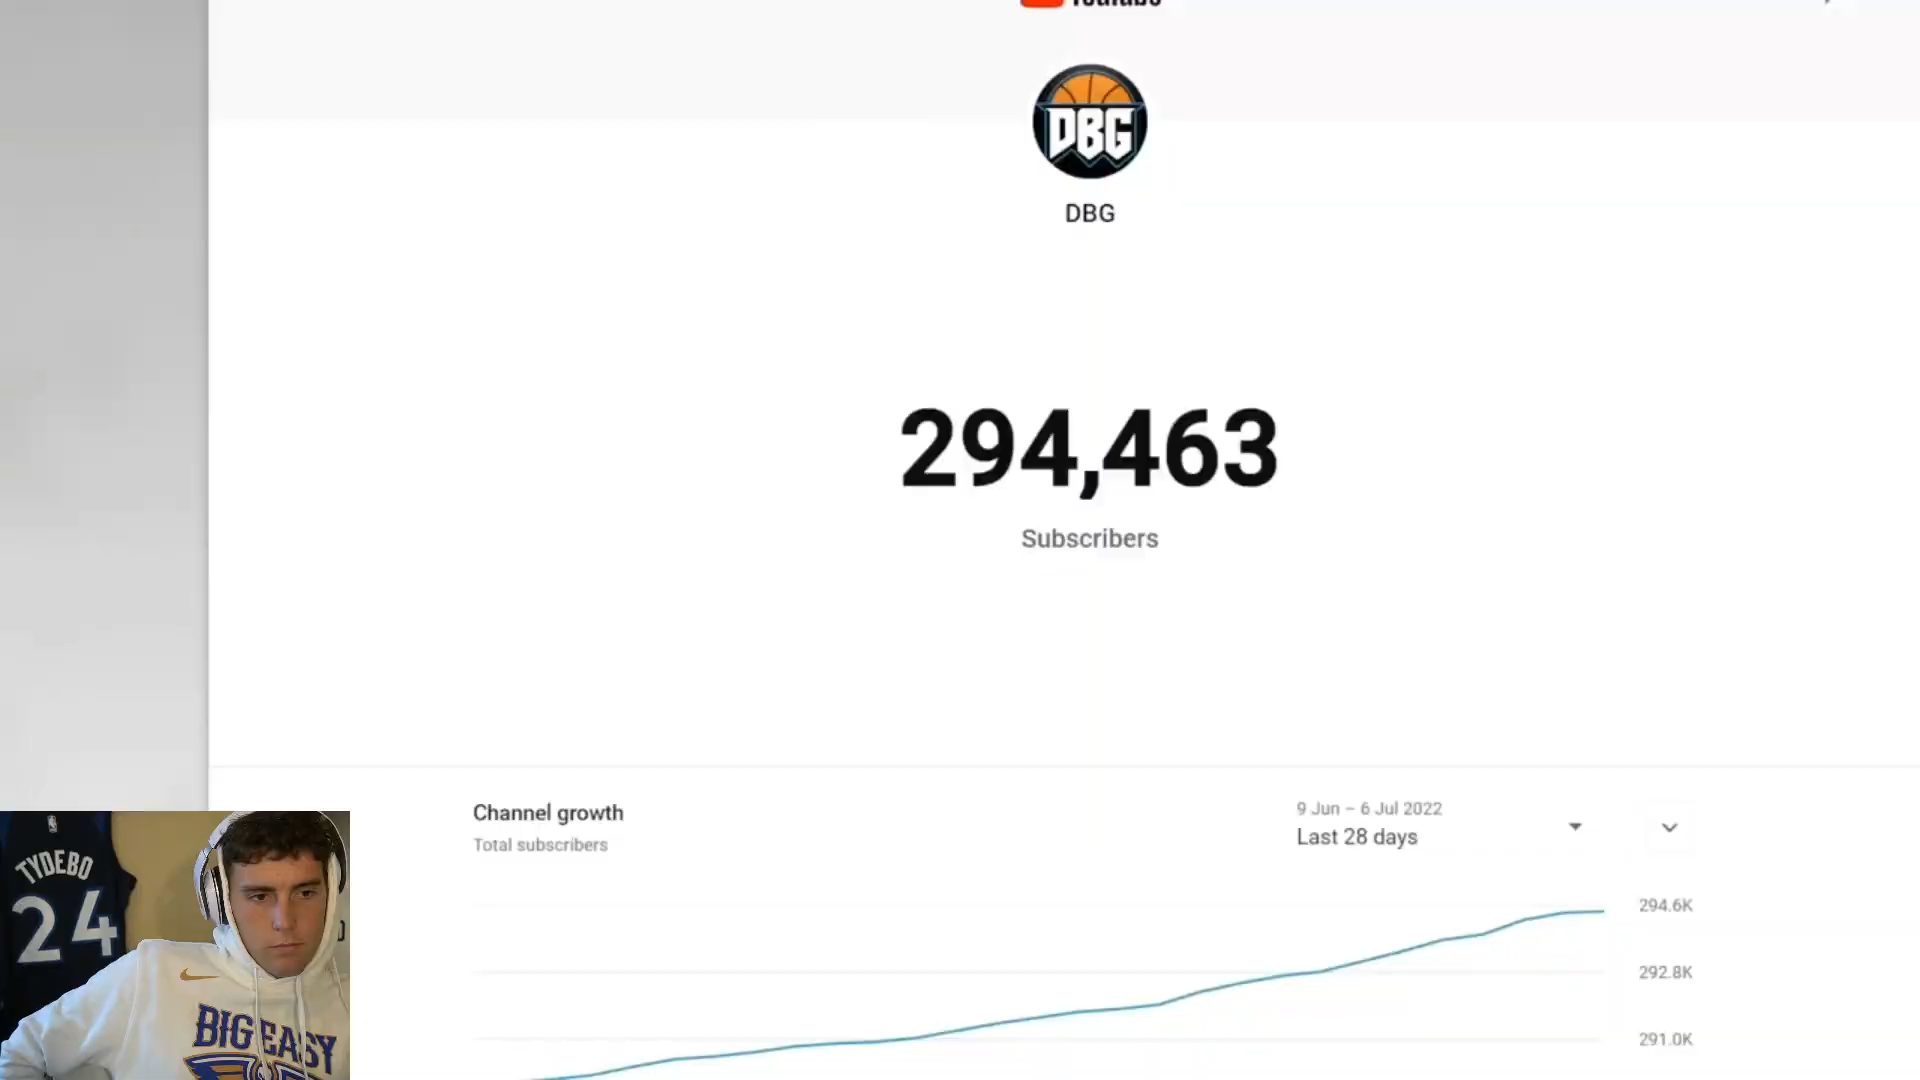 YouTube
DBG
DBG
294,463
Subscribers
Channel growth
Total subscribers
9 Jun – 6 Jul 2022
Last 28 days
294.6K
292.8K
291.0K
TYDEBO
24
BIG EASY